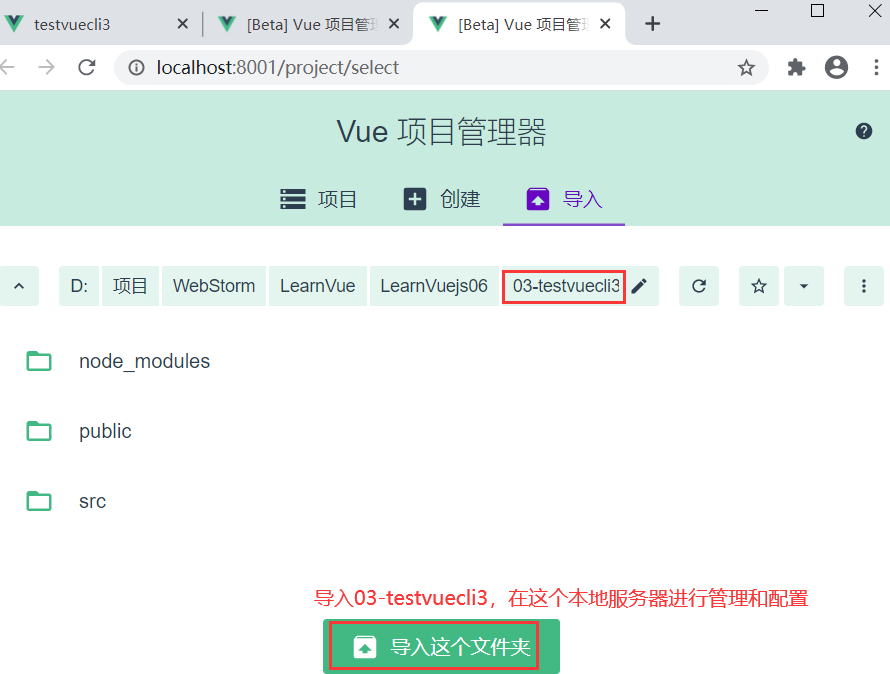 testvuecli3
[Beta] Vue 项目管理
[Beta] Vue 项目管理
localhost:8001/project/select
Vue 项目管理器
项目
创建
导入
D:
项目
WebStorm
LearnVue
LearnVuejs06
03-testvuecli3
node_modules
public
src
导入03-testvuecli3，在这个本地服务器进行管理和配置
导入这个文件夹